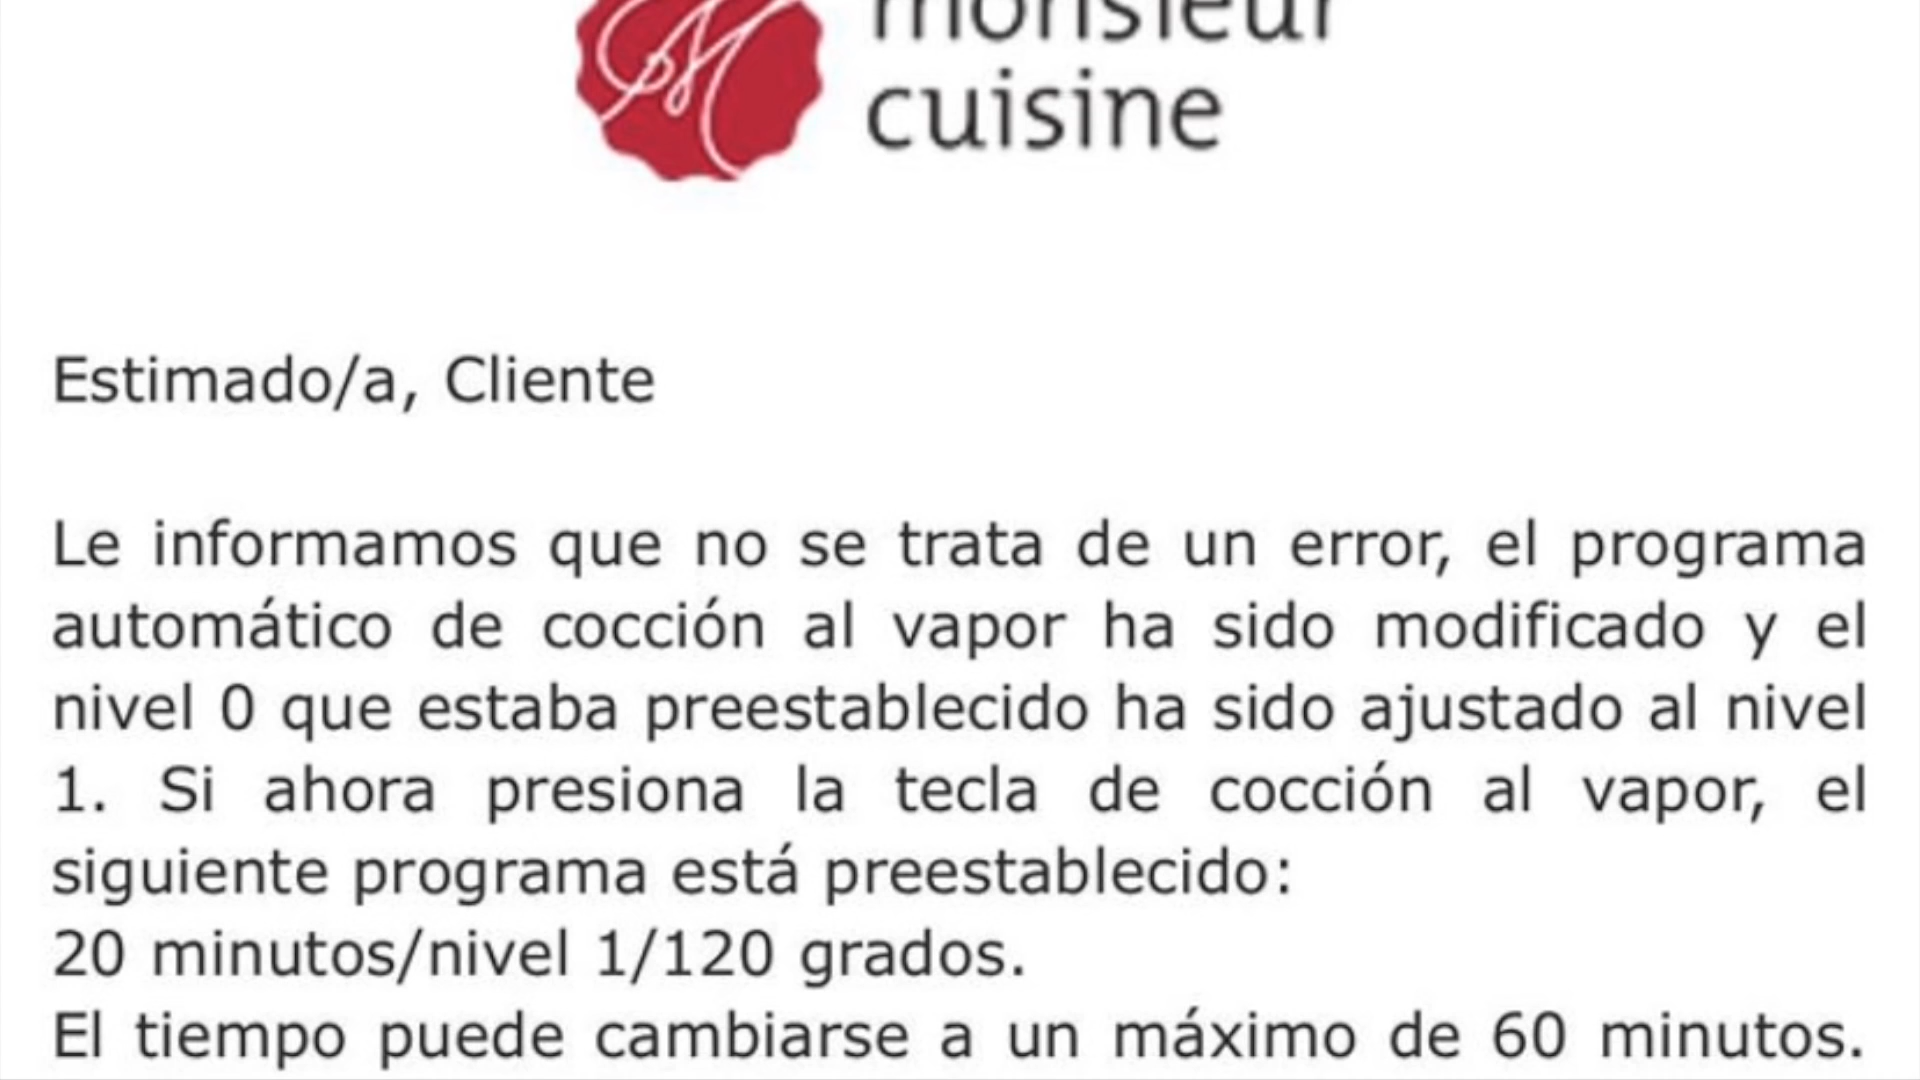 monsieur
cuisine
Estimado/a, Cliente
Le informamos que no se trata de un error, el programa
automático de cocción al vapor ha sido modificado y el
nivel 0 que estaba preestablecido ha sido ajustado al nivel
1. Si ahora presiona la tecla de cocción al vapor, el
siguiente programa está preestablecido:
20 minutos/nivel 1/120 grados.
El tiempo puede cambiarse a un máximo de 60 minutos.